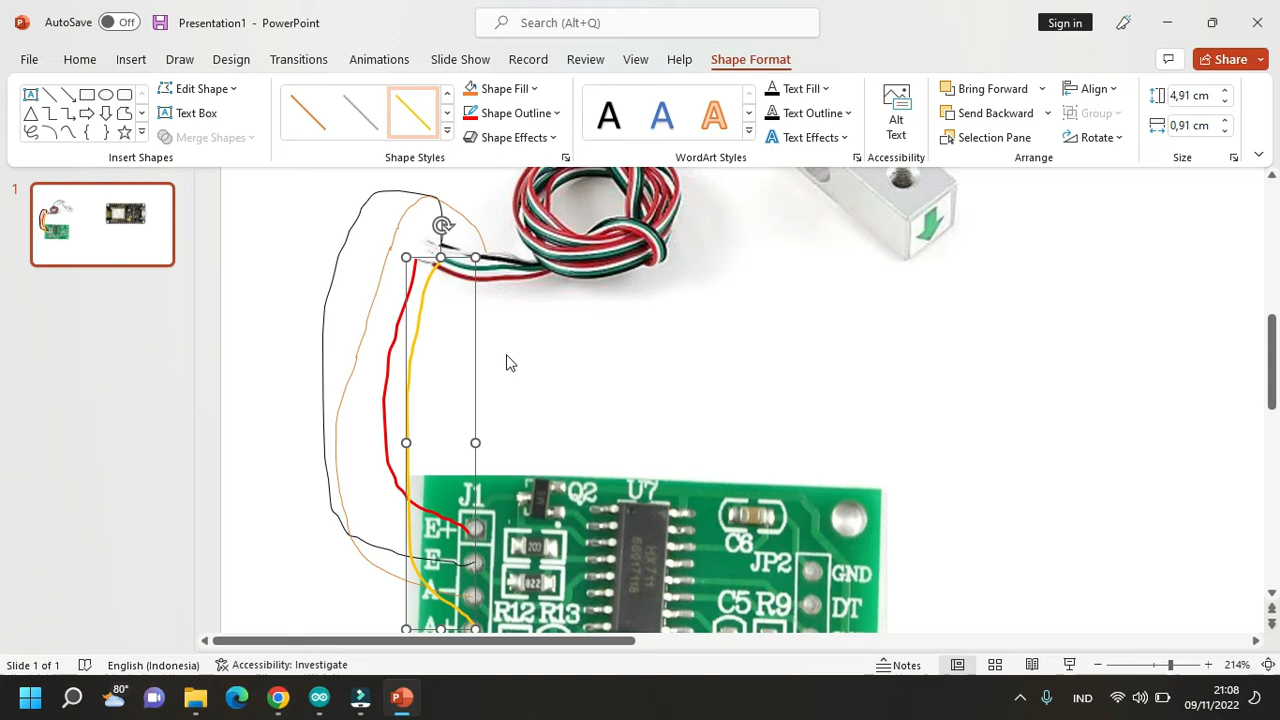 AutoSave Off Presentation1 - PowerPoint Search (Alt+Q) Sign in
File Home Insert Draw Design Transitions Animations Slide Show Record Review View Help Shape Format Share
Edit Shape
Text Box
Merge Shapes
Insert Shapes
Shape Styles
Shape Fill
Shape Outline
Shape Effects
A A A
WordArt Styles
Text Fill
Text Outline
Text Effects
Alt
Text
Accessibility
Bring Forward
Send Backward
Selection Pane
Align
Group
Rotate
Arrange
4,91 cm
0,91 cm
Size
1
J1
Q2
U7
E+
E
A
A+
R12 R13
HX711
C6
JP2
GND
DT
C5 R9
Slide 1 of 1 English (Indonesia) Accessibility: Investigate Notes 214%
80° IND 21:08
09/11/2022